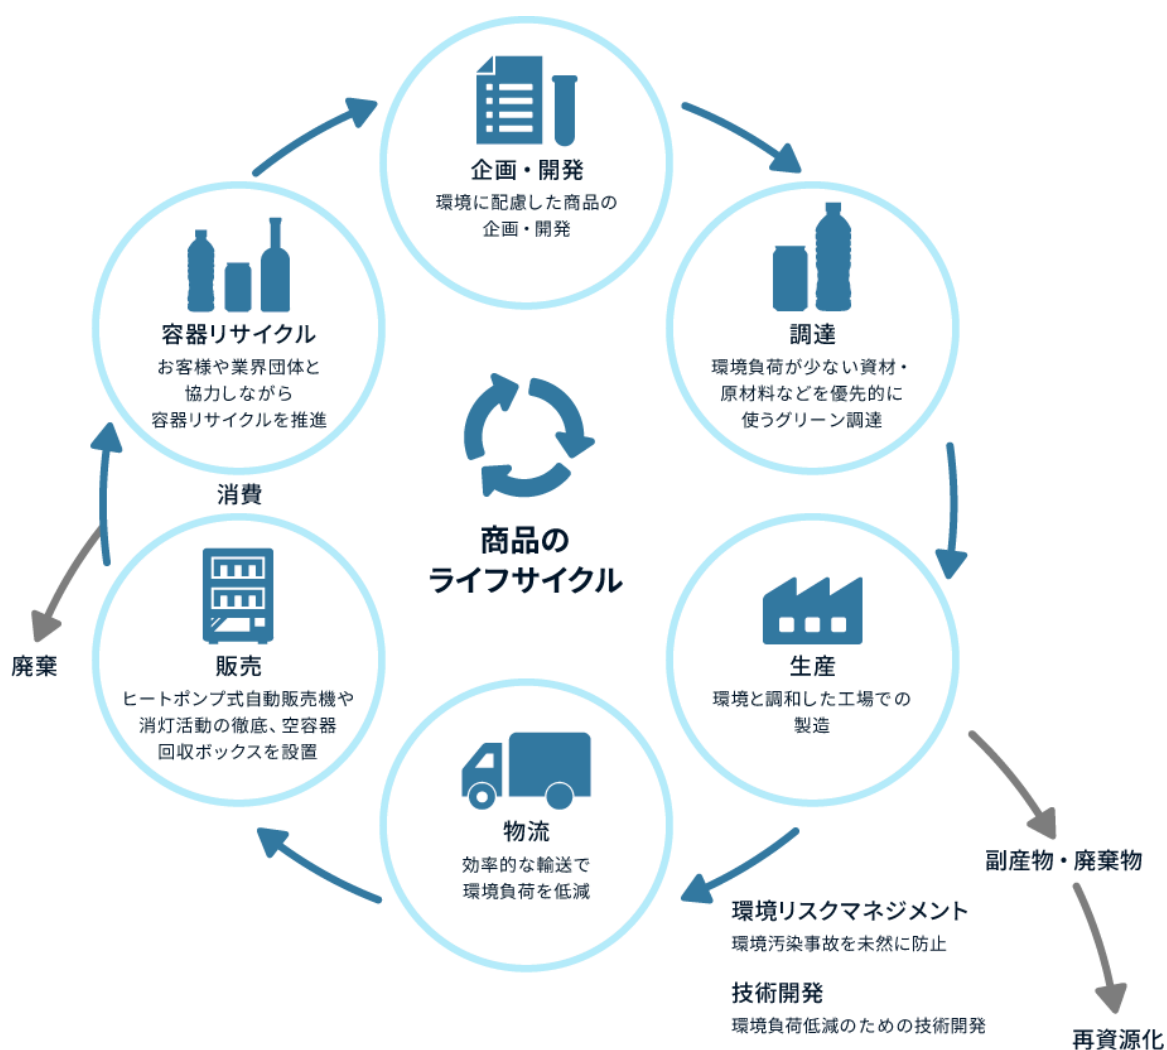 企画・開発
環境に配慮した商品の
企画・開発
調達
環境負荷が少ない資材・
原材料などを優先的に
使うグリーン調達
生産
環境と調和した工場での
製造
副産物・廃棄物
再資源化
環境リスクマネジメント
環境汚染事故を未然に防止
技術開発
環境負荷低減のための技術開発
物流
効率的な輸送で
環境負荷を低減
販売
ヒートポンプ式自動販売機や
消灯活動の徹底、空容器
回収ボックスを設置
消費
廃棄
容器リサイクル
お客様や業界団体と
協力しながら
容器リサイクルを推進
商品の
ライフサイクル